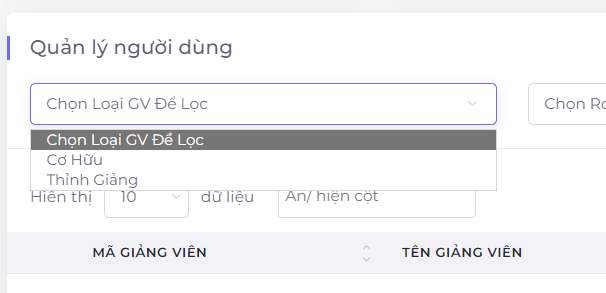 Quản lý người dùng
Chọn Loại GV Để Lọc
Chọn Ro
Chọn Loại GV Để Lọc
Cơ Hữu
Thỉnh Giảng
Hiển thị 10 dữ liệu Ẩn/ hiện cột
MÃ GIẢNG VIÊN TÊN GIẢNG VIÊN